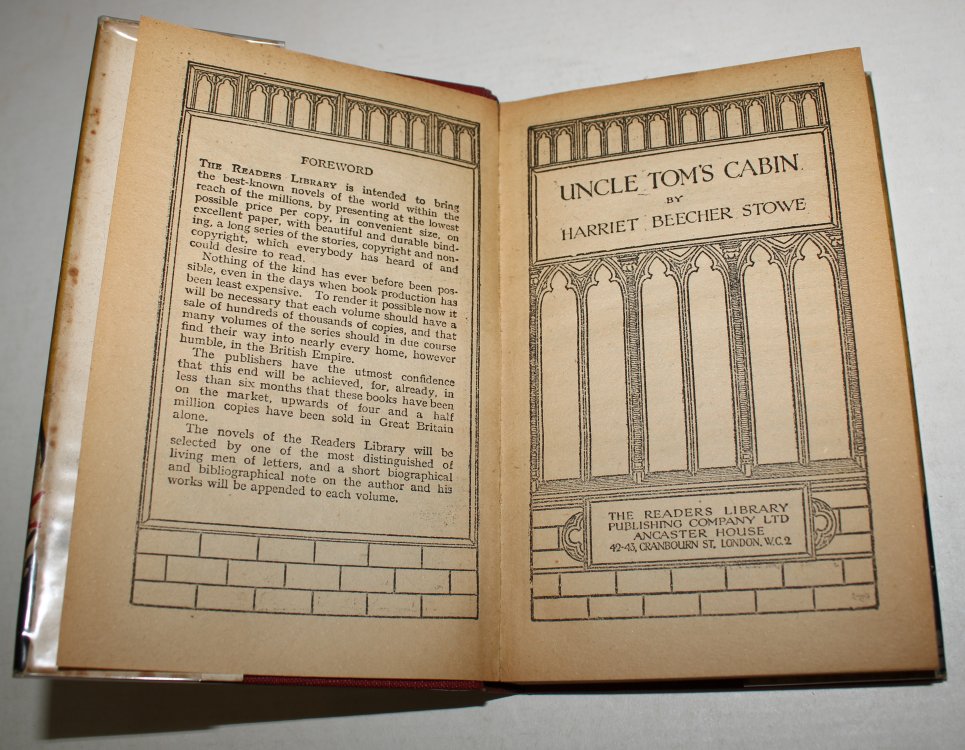 FOREWORD
THE READERS LIBRARY is intended to bring
the best-known novels of the world within the
reach of the millions, by presenting at the lowest
possible price per copy, in convenient size, on
excellent paper, with beautiful and durable bind-
ing, a long series of the stories, copyright and non-
copyright, which everybody has heard of and
could desire to read.
Nothing of the kind has ever before been pos-
sible, even in the days when book production has
been least expensive. To render it possible now it
will be necessary that each volume should have a
sale of hundreds of thousands of copies, and that
many volumes of the series should in due course
find their way into nearly every home, however
humble, in the British Empire.
The publishers have the utmost confidence
that this end will be achieved, for, already, in
less than six months that these books have been
on the market, upwards of four and a half
million copies have been sold in Great Britain
alone.
The novels of the Readers Library will be
selected by one of the most distinguished of
living men of letters, and a short biographical
and bibliographical note on the author and his
works will be appended to each volume.
UNCLE TOM'S CABIN
BY
HARRIET BEECHER STOWE
THE READERS LIBRARY
PUBLISHING COMPANY LTD
ANCASTER HOUSE
42-43, CRANBOURN ST, LONDON, W.C.2